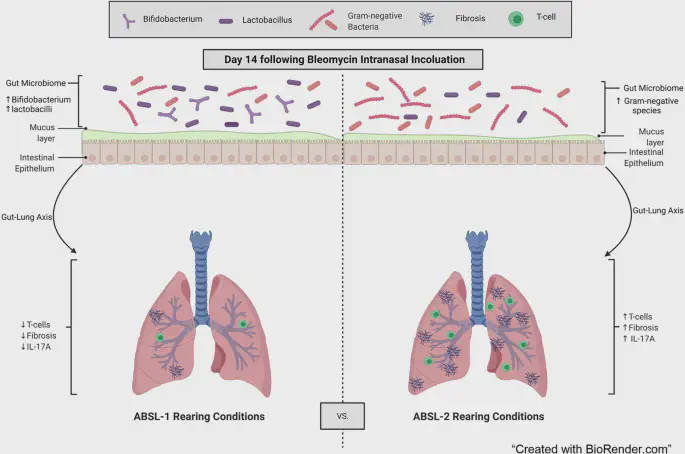 Bifidobacterium
Lactobacillus
Gram-negative
Bacteria
Fibrosis
T-cell
Day 14 following Bleomycin Intranasal Incoluation
Gut Microbiome
↑Bifidobacterium
↑lactobacilli
Mucus
layer
Intestinal
Epithelium
Gut Microbiome
↑ Gram-negative
species
Mucus
layer
Intestinal
Epithelium
Gut-Lung Axis
Gut-Lung Axis
↓T-cells
↓Fibrosis
↓IL-17A
↑T-cells
↑Fibrosis
↑ IL-17A
ABSL-1 Rearing Conditions
VS.
ABSL-2 Rearing Conditions
“Created with BioRender.com”